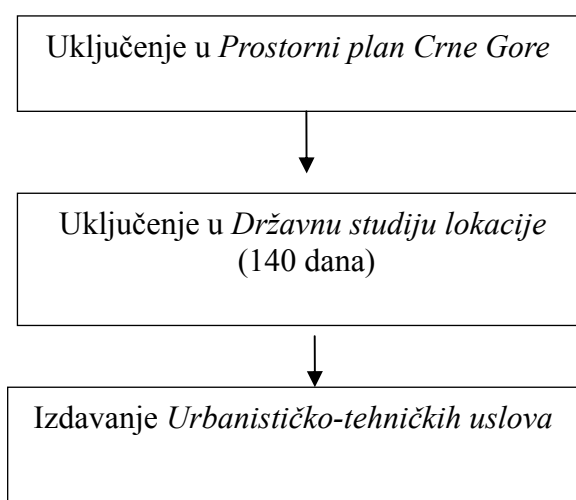 Uključenje u Prostorni plan Crne Gore
Uključenje u Državnu studiju lokacije
(140 dana)
Izdavanje Urbanističko-tehničkih uslova